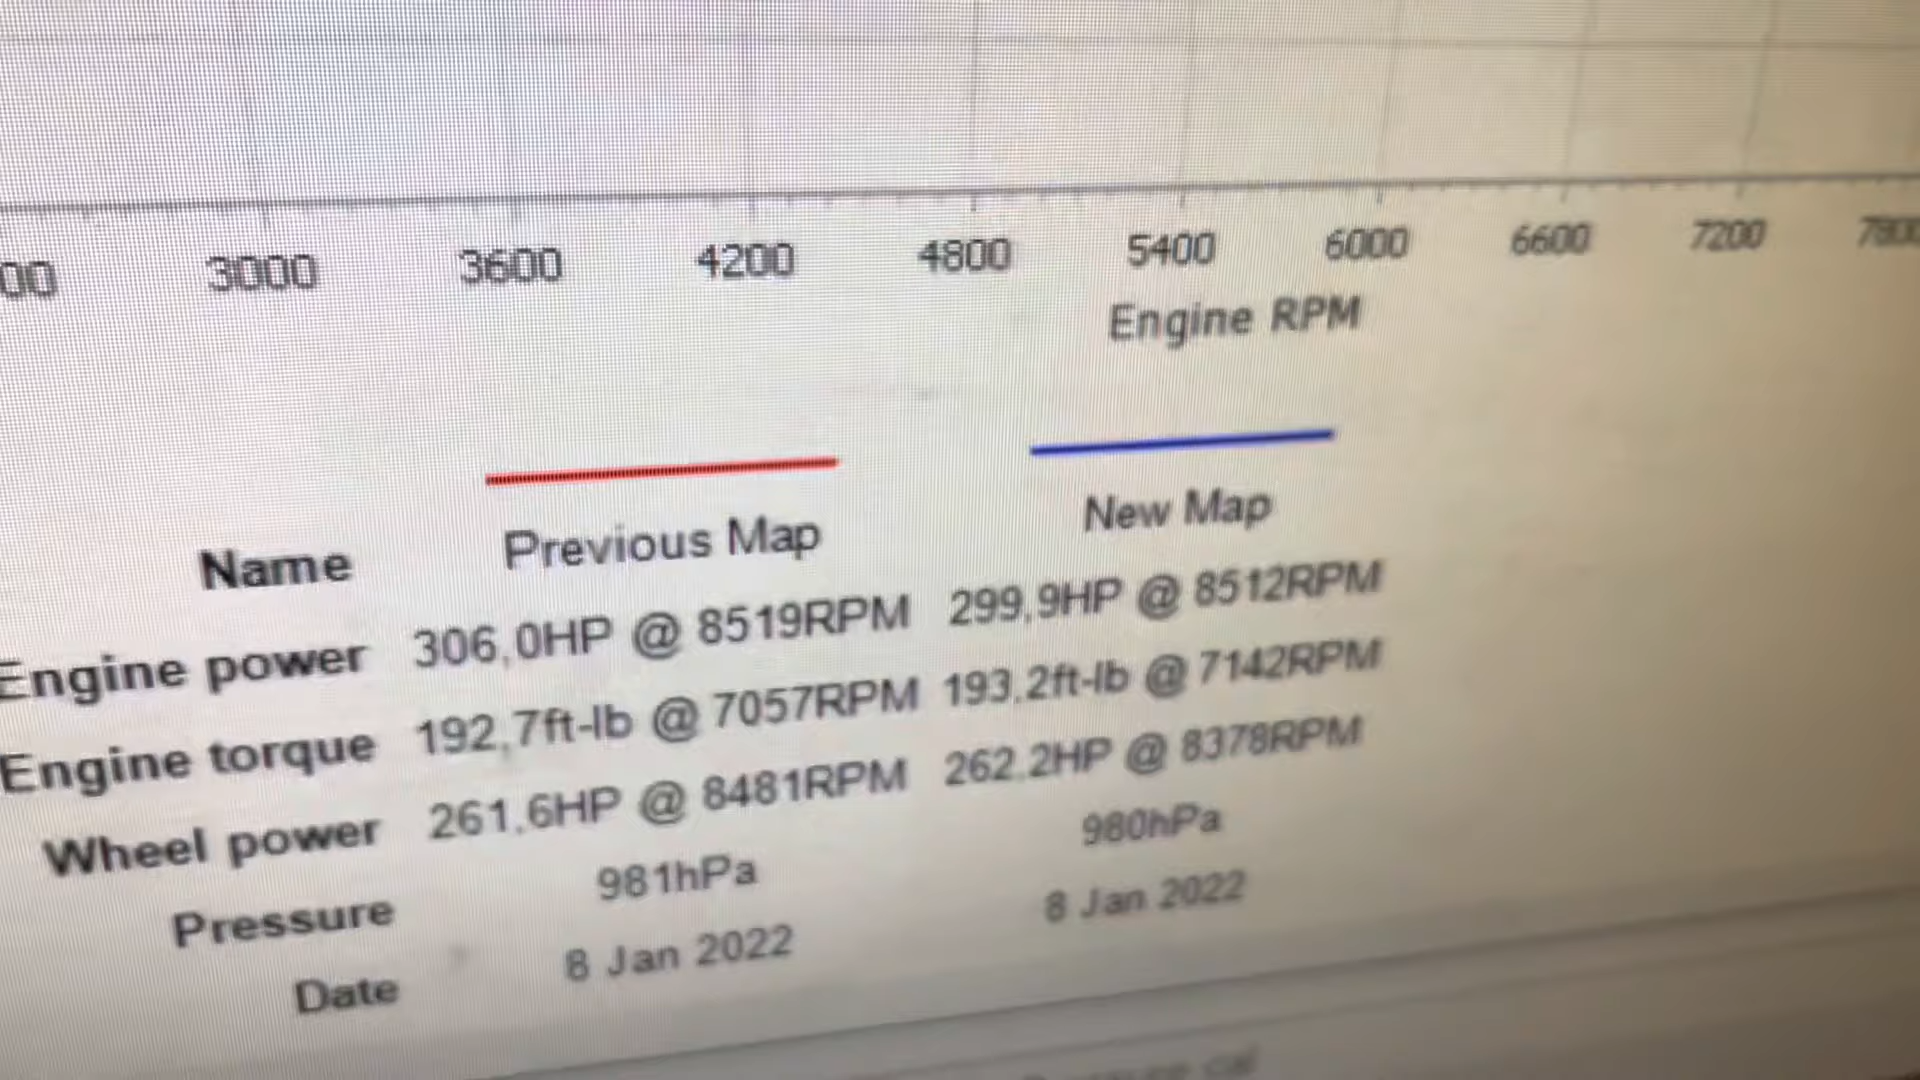 00 3000 3600 4200 4800 5400 6000 6600 7200 7800
Engine RPM
Name Previous Map New Map
Engine power 306,0HP @ 8519RPM 299,9HP @ 8512RPM
Engine torque 192,7ft-lb @ 7057RPM 193,2ft-lb @ 7142RPM
Wheel power 261,6HP @ 8481RPM 262,2HP @ 8378RPM
Pressure 981hPa 980hPa
Date 8 Jan 2022 8 Jan 2022